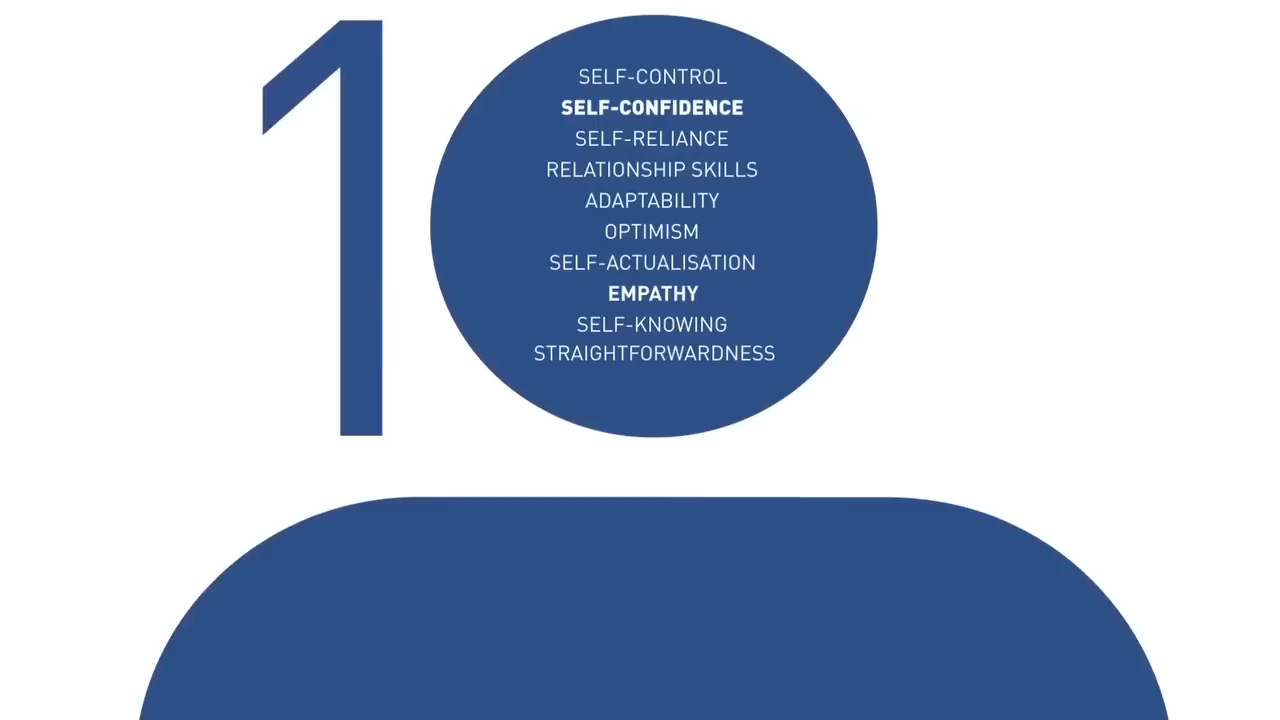 1
SELF-CONTROL
SELF-CONFIDENCE
SELF-RELIANCE
RELATIONSHIP SKILLS
ADAPTABILITY
OPTIMISM
SELF-ACTUALISATION
EMPATHY
SELF-KNOWING
STRAIGHTFORWARDNESS